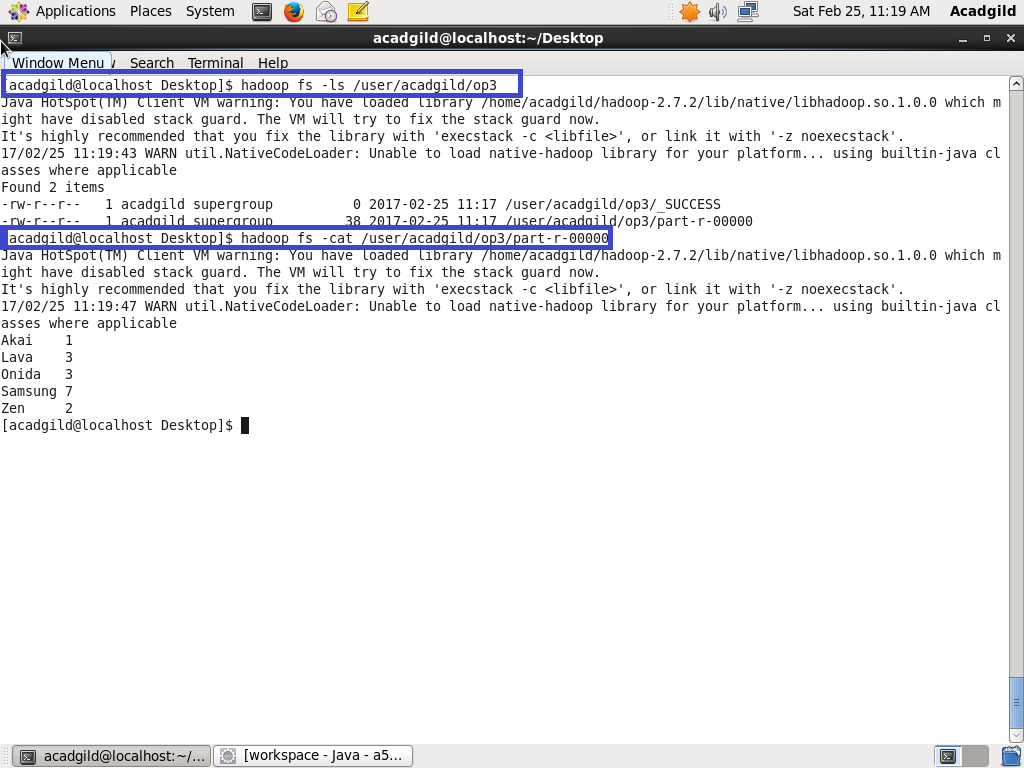 Applications Places System Sat Feb 25, 11:19 AM Acadgild
acadgild@localhost:~/Desktop
Window Menu Search Terminal Help
acadgild@localhost Desktop]$ hadoop fs -ls /user/acadgild/op3
Java HotSpot(TM) Client VM warning: You have loaded library /home/acadgild/hadoop-2.7.2/lib/native/libhadoop.so.1.0.0 which m
ight have disabled stack guard. The VM will try to fix the stack guard now.
It's highly recommended that you fix the library with 'execstack -c <libfile>', or link it with '-z noexecstack'.
17/02/25 11:19:43 WARN util.NativeCodeLoader: Unable to load native-hadoop library for your platform... using builtin-java cl
asses where applicable
Found 2 items
-rw-r--r--   1 acadgild supergroup          0 2017-02-25 11:17 /user/acadgild/op3/_SUCCESS
-rw-r--r--   1 acadgild supergroup         38 2017-02-25 11:17 /user/acadgild/op3/part-r-00000
acadgild@localhost Desktop]$ hadoop fs -cat /user/acadgild/op3/part-r-00000
Java HotSpot(TM) Client VM warning: You have loaded library /home/acadgild/hadoop-2.7.2/lib/native/libhadoop.so.1.0.0 which m
ight have disabled stack guard. The VM will try to fix the stack guard now.
It's highly recommended that you fix the library with 'execstack -c <libfile>', or link it with '-z noexecstack'.
17/02/25 11:19:47 WARN util.NativeCodeLoader: Unable to load native-hadoop library for your platform... using builtin-java cl
asses where applicable
Akai    1
Lava    3
Onida   3
Samsung 7
Zen     2
[acadgild@localhost Desktop]$
acadgild@localhost:~/... [workspace - Java - a5...